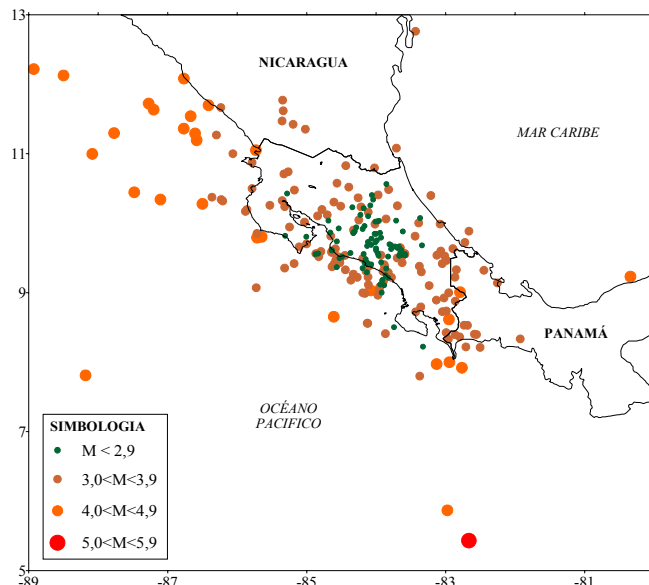 13
NICARAGUA
MAR CARIBE
11
9
PANAMÁ
OCÉANO
PACIFICO
7
SIMBOLOGIA
M < 2,9
3,0<M<3,9
4,0<M<4,9
5,0<M<5,9
5
-89
-87
-85
-83
-81